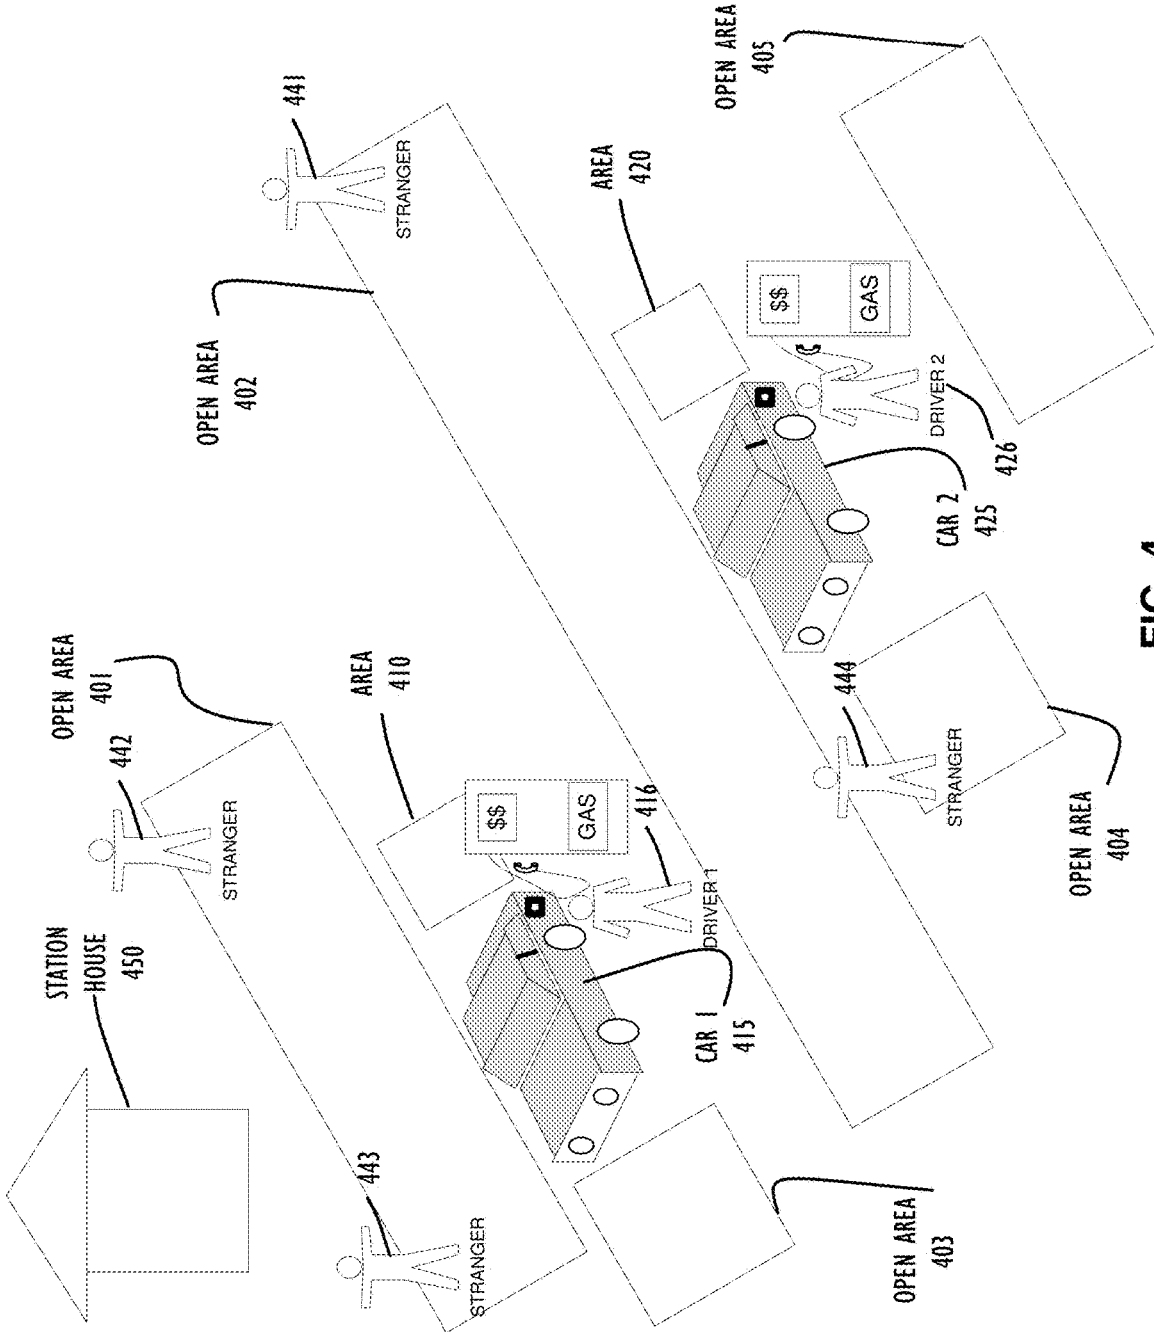 STATION
HOUSE
450
STRANGER
442
OPEN AREA
401
443
STRANGER
AREA
410
$$
GAS
416
DRIVER 1
CAR 1
415
OPEN AREA
403
OPEN AREA
402
441
STRANGER
AREA
420
$$
GAS
DRIVER 2
426
CAR 2
425
OPEN AREA
405
444
STRANGER
OPEN AREA
404